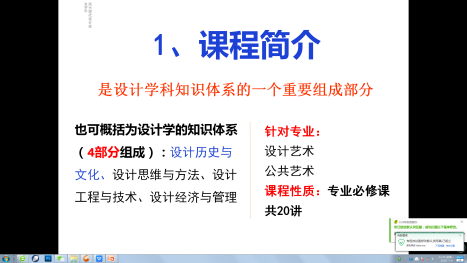 1、课程简介
是设计学科知识体系的一个重要组成部分
也可概括为设计学的知识体系
（4部分组成）：设计历史与
文化、设计思维与方法、设计
工程与技术、设计经济与管理
针对专业：
设计艺术
公共艺术
课程性质：专业必修课
共20讲